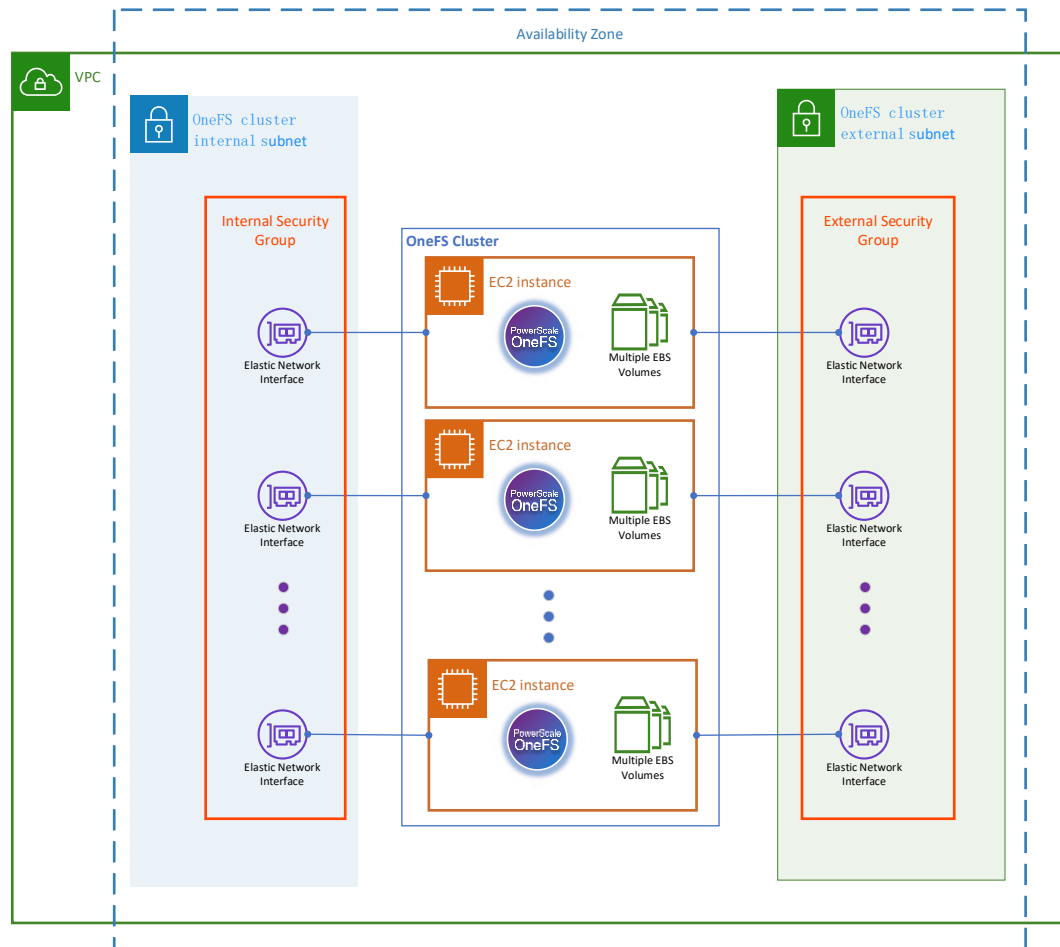 Availability Zone
VPC
OneFS cluster
internal subnet
OneFS cluster
external subnet
Internal Security
Group
External Security
Group
OneFS Cluster
EC2 instance
PowerScale
OneFS
Multiple EBS
Volumes
Elastic Network
Interface
Elastic Network
Interface
EC2 instance
PowerScale
OneFS
Multiple EBS
Volumes
Elastic Network
Interface
Elastic Network
Interface
EC2 instance
PowerScale
OneFS
Multiple EBS
Volumes
Elastic Network
Interface
Elastic Network
Interface